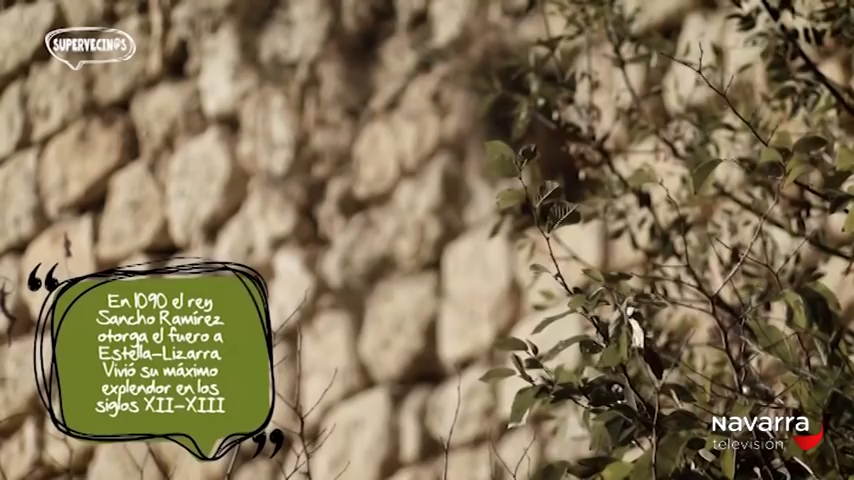 SUPERVECIN@S
“En 1090 el rey
Sancho Ramírez
otorga el fuero a
Estella-Lizarra
Vivió su máximo
explendor en los
siglos XII-XIII”
navarra
televisión